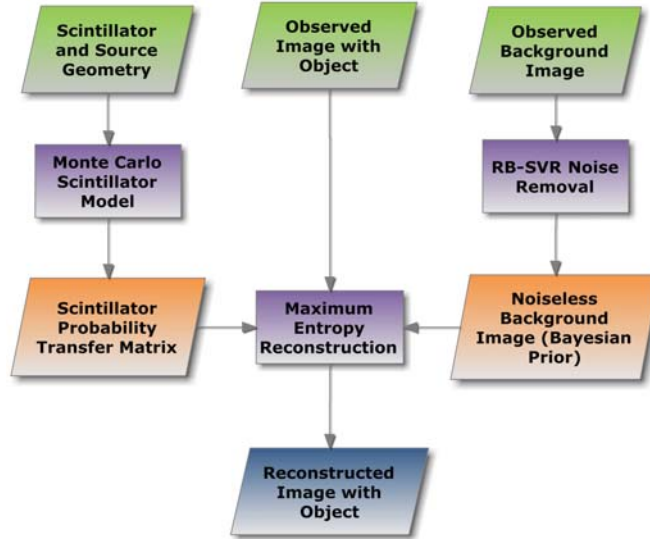 Scintillator
and Source
Geometry
Observed
Image with
Object
Observed
Background
Image
Monte Carlo
Scintillator
Model
RB-SVR Noise
Removal
Scintillator
Probability
Transfer Matrix
Maximum
Entropy
Reconstruction
Noiseless
Background
Image (Bayesian
Prior)
Reconstructed
Image with
Object